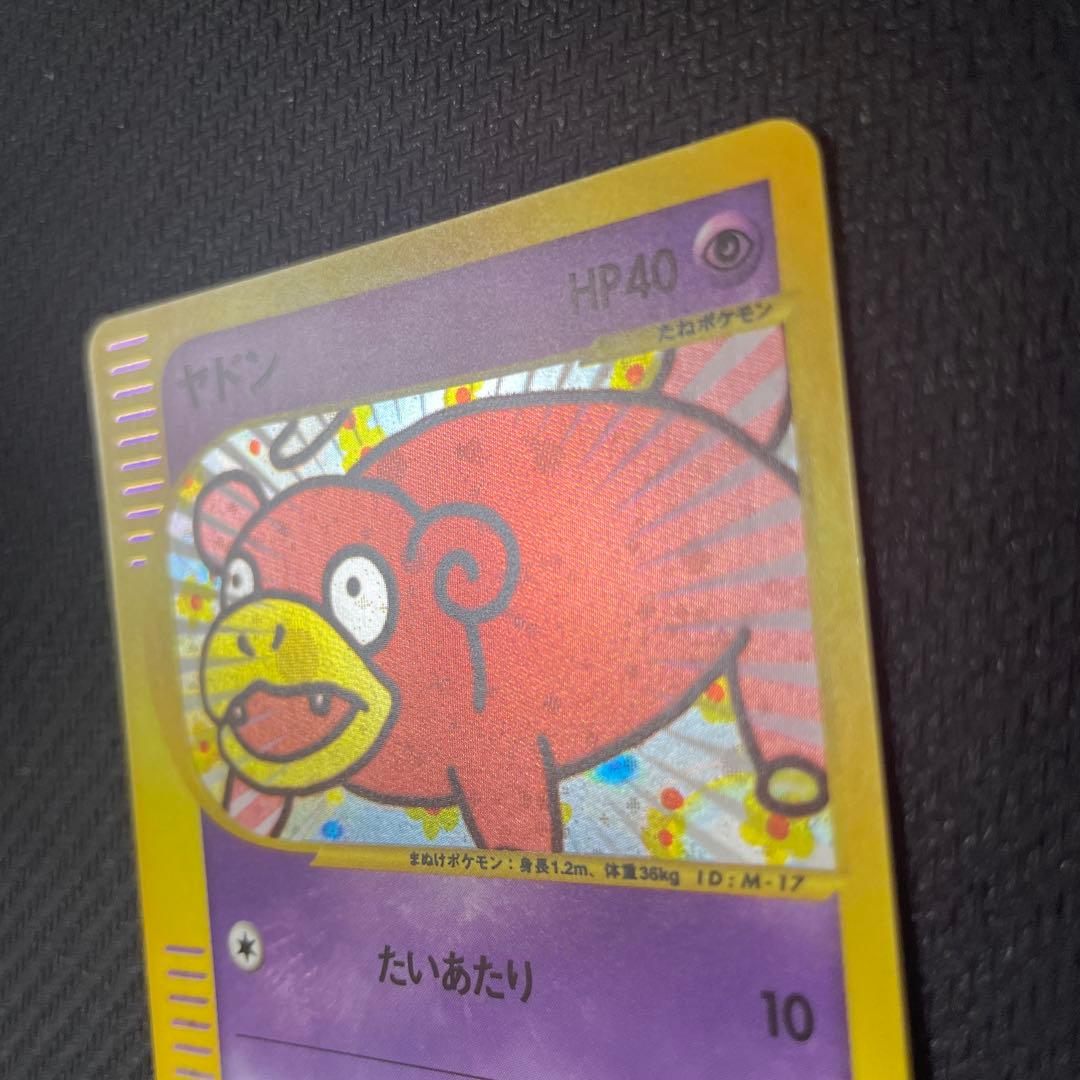 ヤドン
HP40
たねポケモン
まぬけポケモン：身長1.2m、体重36kg ID：M-17
たいあたり
10